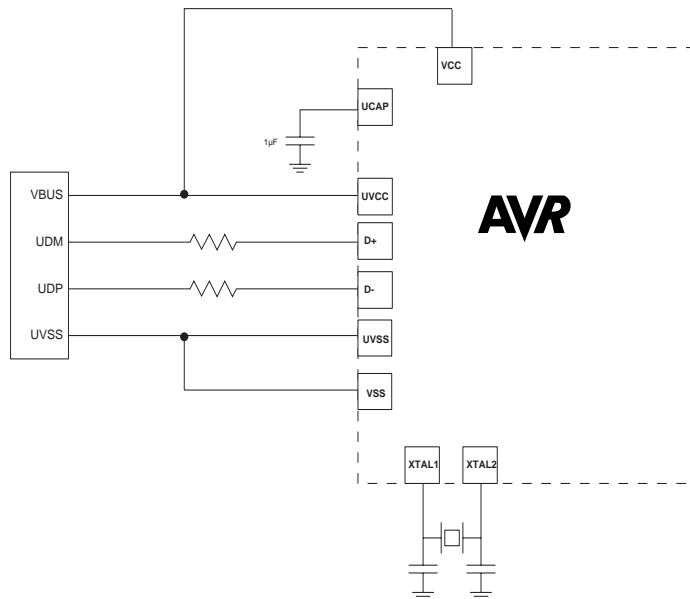 VCC
UCAP
1µF
VBUS
UVCC
UDM
D+
UDP
D-
UVSS
UVSS
VSS
AVR
XTAL1
XTAL2